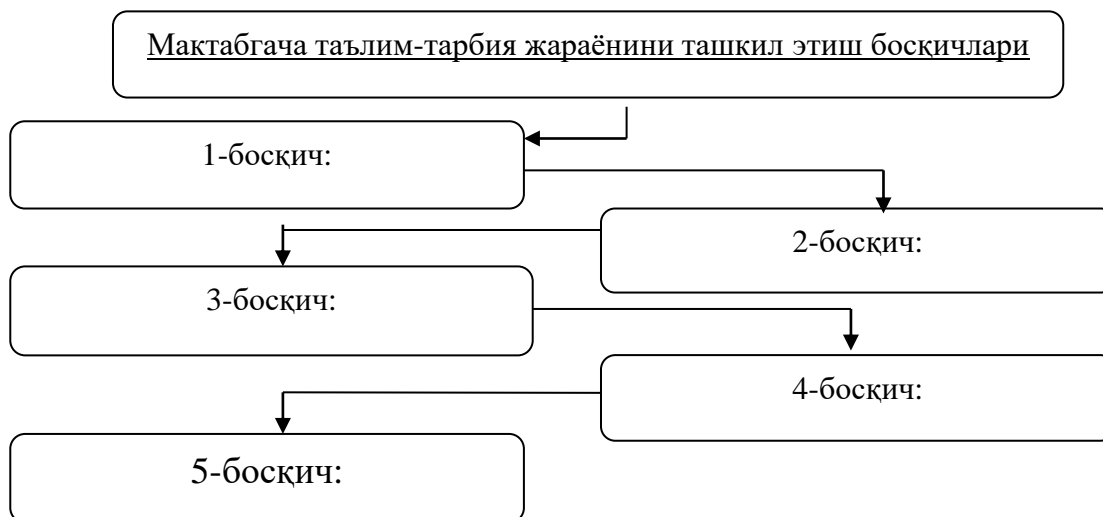 Мактабгача таълим-тарбия жараёнини ташкил этиш босқичлари
1-босқич:
2-босқич:
3-босқич:
4-босқич:
5-босқич: